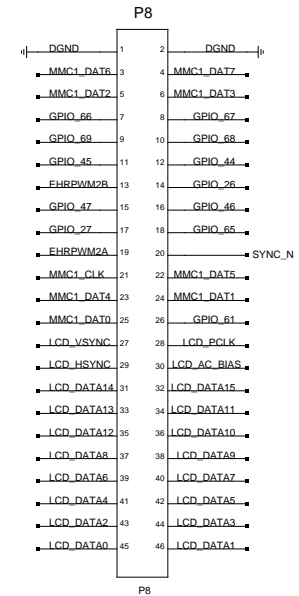 P8
DGND 1 2 DGND
MMC1_DAT6 3 4 MMC1_DAT7
MMC1_DAT2 5 6 MMC1_DAT3
GPIO_66 7 8 GPIO_67
GPIO_69 9 10 GPIO_68
GPIO_45 11 12 GPIO_44
EHRPWM2B 13 14 GPIO_26
GPIO_47 15 16 GPIO_46
GPIO_27 17 18 GPIO_65
EHRPWM2A 19 20 SYNC_N
MMC1_CLK 21 22 MMC1_DAT5
MMC1_DAT4 23 24 MMC1_DAT1
MMC1_DAT0 25 26 GPIO_61
LCD_VSYNC 27 28 LCD_PCLK
LCD_HSYNC 29 30 LCD_AC_BIAS
LCD_DATA14 31 32 LCD_DATA15
LCD_DATA13 33 34 LCD_DATA11
LCD_DATA12 35 36 LCD_DATA10
LCD_DATA8 37 38 LCD_DATA9
LCD_DATA6 39 40 LCD_DATA7
LCD_DATA4 41 42 LCD_DATA5
LCD_DATA2 43 44 LCD_DATA3
LCD_DATA0 45 46 LCD_DATA1
P8